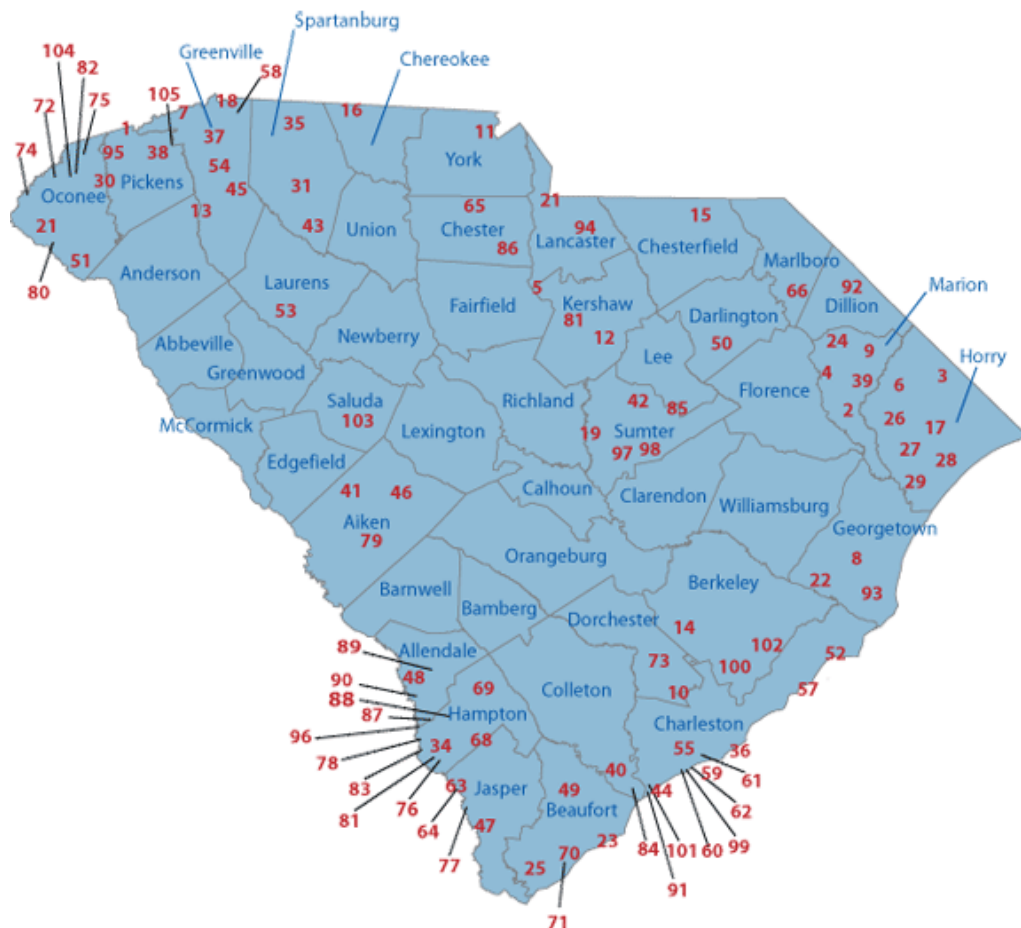 Spartanburg
104
Greenville
82
58
Chereokee
72
75
105
7
18
16
35
1
11
37
74
95
38
York
54
30
Pickens
31
45
Oconee
21
65
15
13
21
43
Union
Chester
94
Lancaster
Chesterfield
86
51
Marlboro
80
Anderson
Laurens
5
Kershaw
66
92
Marion
53
Fairfield
81
Darlington
Dillion
12
24
9
Horry
Abbeville
Newberry
50
Lee
Greenwood
4
39
6
3
Florence
Saluda
Richland
42
85
2
26
17
McCormick
103
Lexington
19
Sumter
27
28
Edgefield
97
98
29
41
46
Calhoun
Clarendon
Williamsburg
Aiken
Georgetown
79
Orangeburg
8
Barnwell
Berkeley
22
93
Bamberg
Dorchester
14
89
Allendale
102
52
48
73
100
90
69
Colleton
57
88
10
87
Hampton
Charleston
96
68
34
55
36
78
40
59
61
83
63
Jasper
49
44
76
Beaufort
62
81
64
47
23
84
101
60
99
77
70
25
91
71